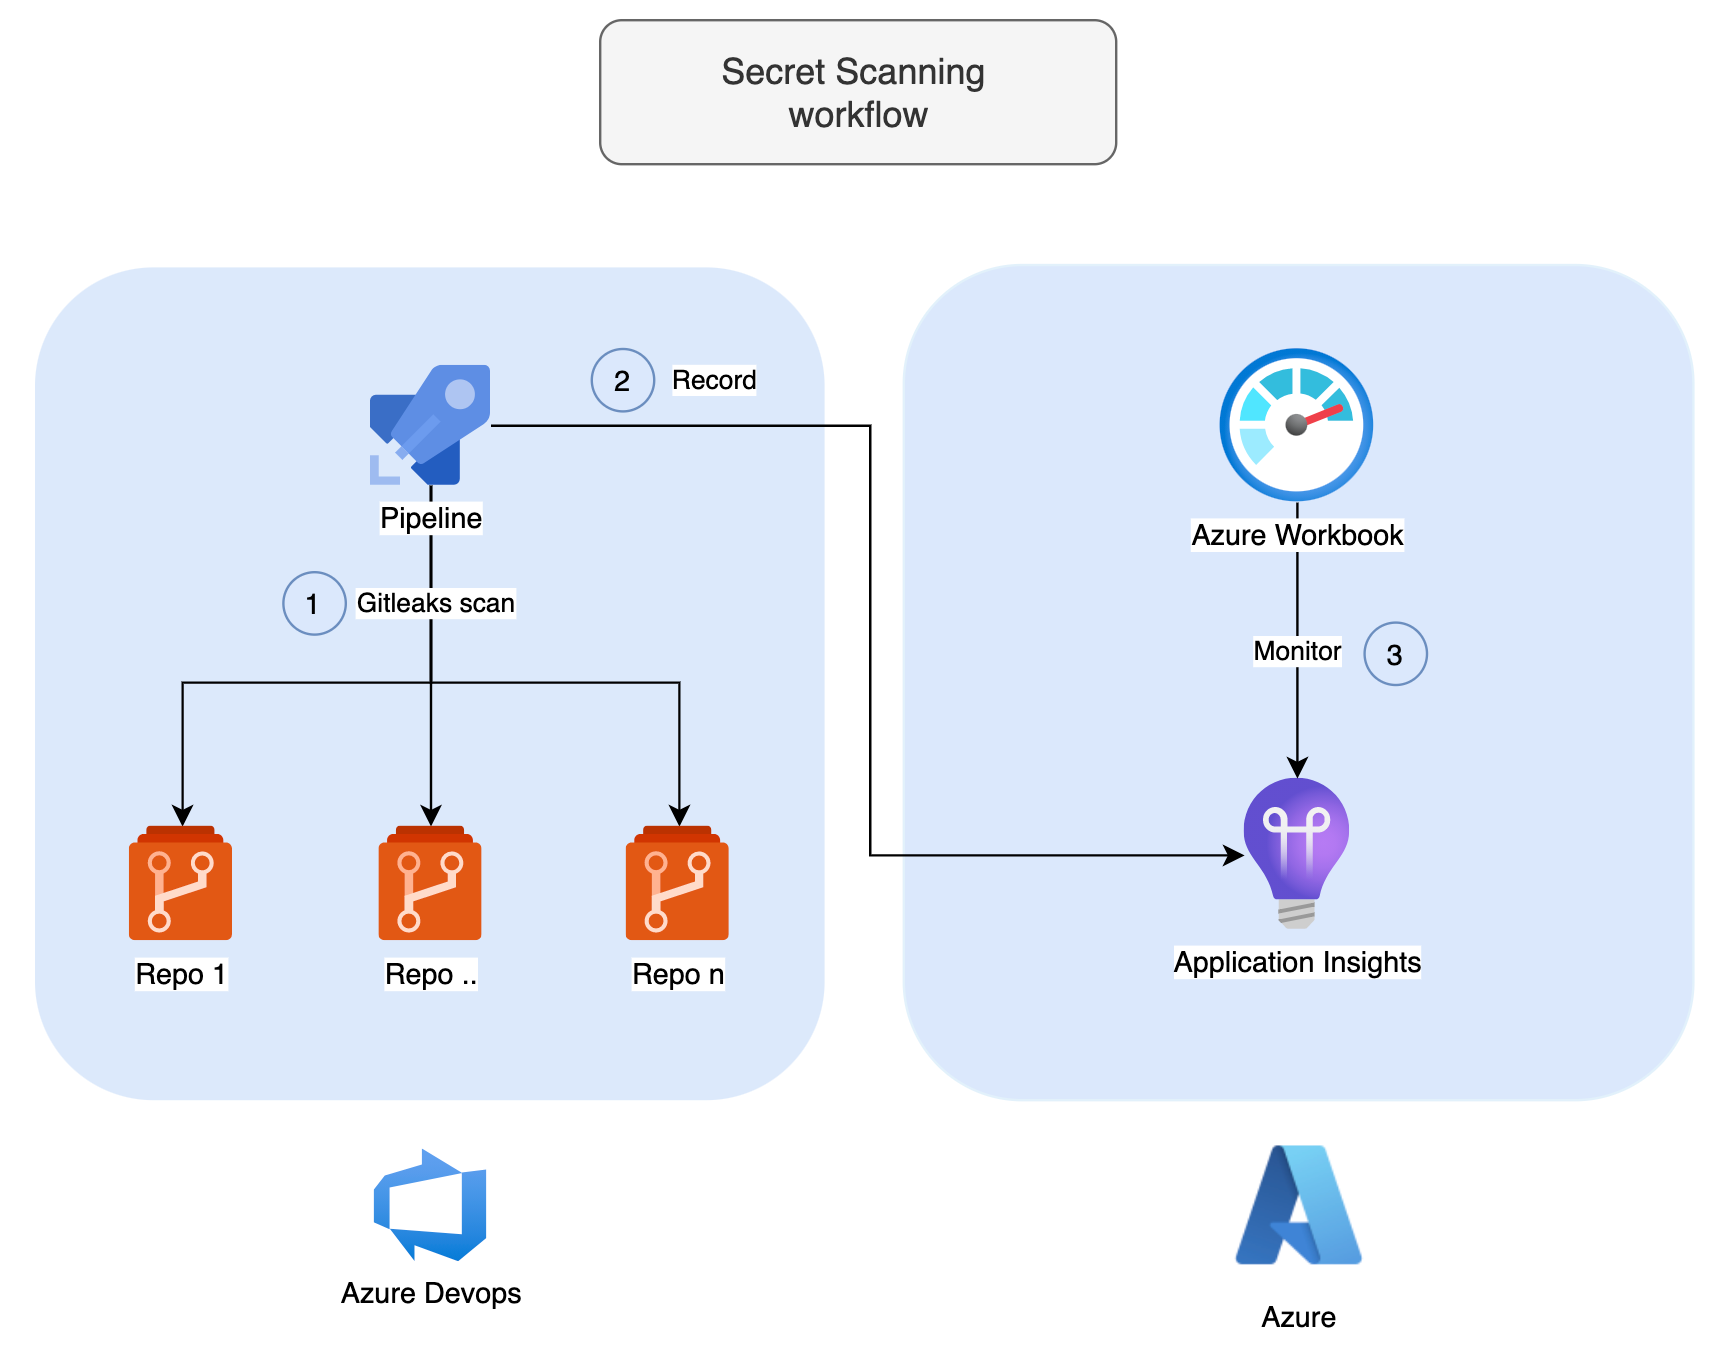 Secret Scanning
workflow
2
Record
Pipeline
1
Gitleaks scan
Repo 1
Repo ..
Repo n
Azure Workbook
Monitor
3
Application Insights
Azure Devops
Azure